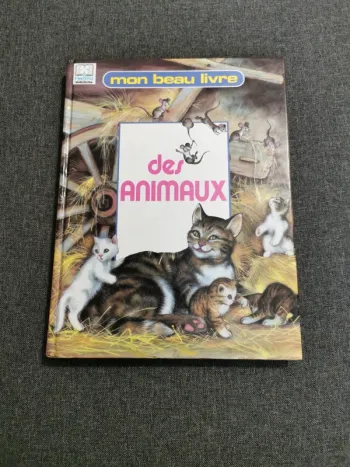 mon beau livre
des
ANIMAUX